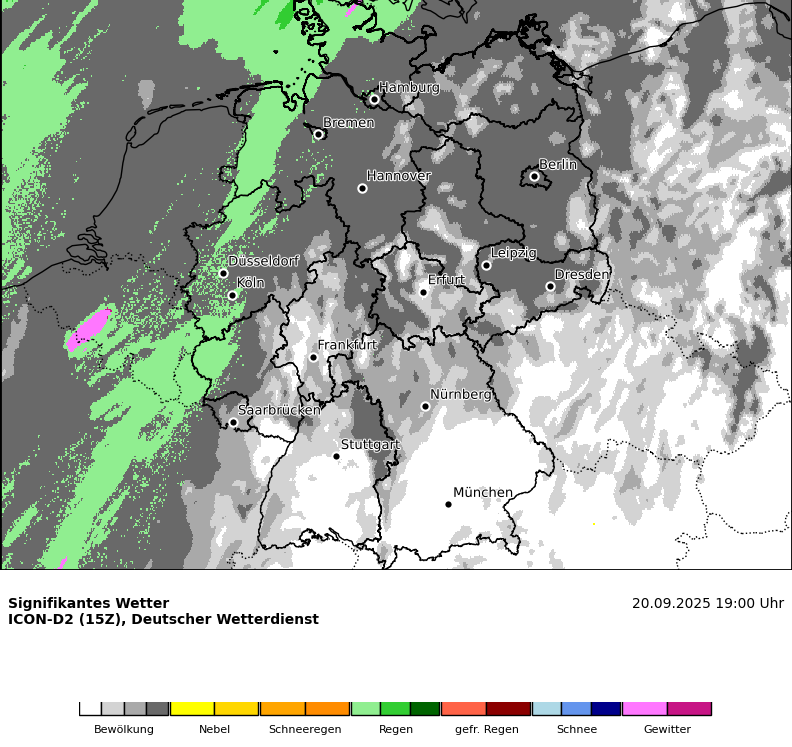 Hamburg
Bremen
Berlin
Hannover
Leipzig
Düsseldorf
Dresden
Köln
Erfurt
Frankfurt
Nürnberg
Saarbrücken
Stuttgart
München
Signifikantes Wetter 20.09.2025 19:00 Uhr
ICON-D2 (15Z), Deutscher Wetterdienst
Bewölkung Nebel Schneeregen Regen gefr. Regen Schnee Gewitter